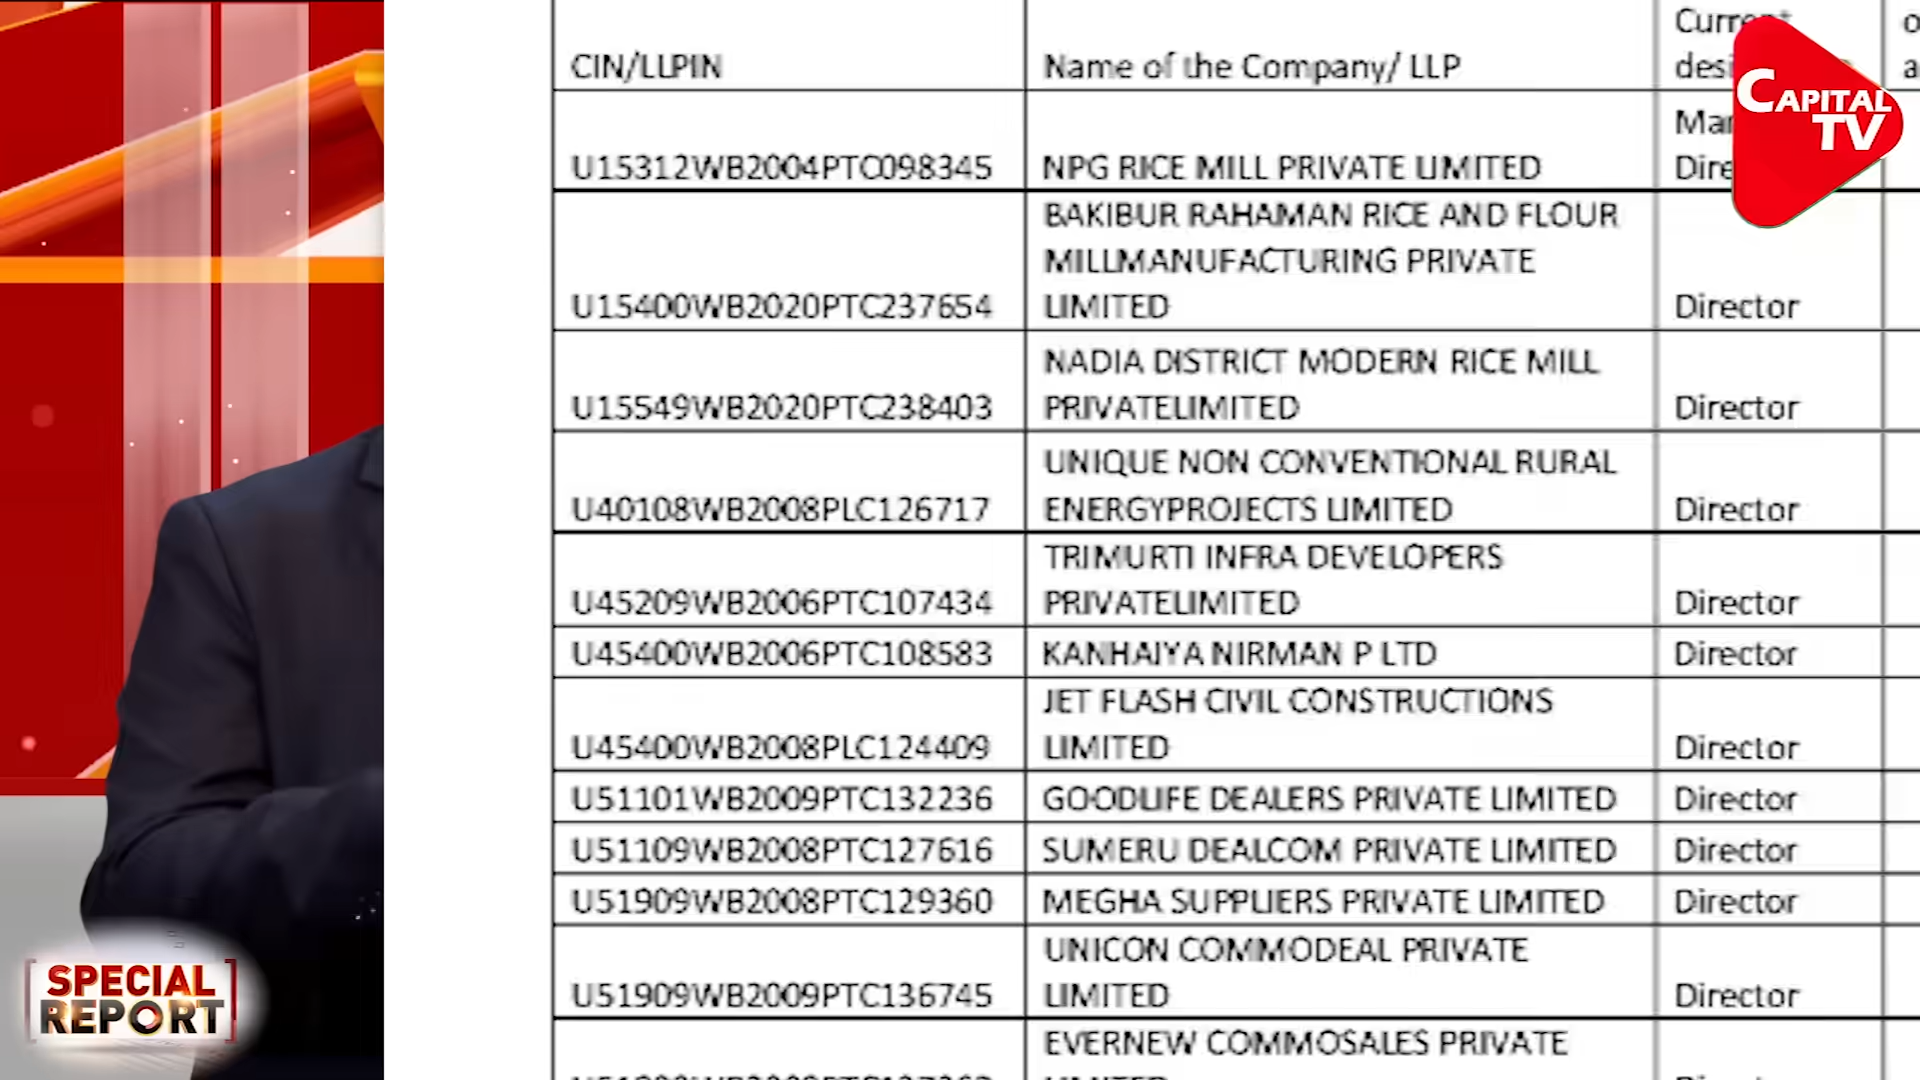 CIN/LLPIN
Name of the Company/ LLP
CAPITAL
TV
U15312WB2004PTC098345
NPG RICE MILL PRIVATE LIMITED
BAKIBUR RAHAMAN RICE AND FLOUR
MILLMANUFACTURING PRIVATE
U15400WB2020PTC237654
LIMITED
Director
NADIA DISTRICT MODERN RICE MILL
U15549WB2020PTC238403
PRIVATELIMITED
Director
UNIQUE NON CONVENTIONAL RURAL
U40108WB2008PLC126717
ENERGYPROJECTS LIMITED
Director
TRIMURTI INFRA DEVELOPERS
U45209WB2006PTC107434
PRIVATELIMITED
Director
U45400WB2006PTC108583
KANHAIYA NIRMAN P LTD
Director
JET FLASH CIVIL CONSTRUCTIONS
U45400WB2008PLC124409
LIMITED
Director
U51101WB2009PTC132236
GOODLIFE DEALERS PRIVATE LIMITED
Director
U51109WB2008PTC127616
SUMERU DEALCOM PRIVATE LIMITED
Director
U51909WB2008PTC129360
MEGHA SUPPLIERS PRIVATE LIMITED
Director
UNICON COMMODEAL PRIVATE
U51909WB2009PTC136745
LIMITED
Director
EVERNEW COMMOSALES PRIVATE
SPECIAL
REPORT